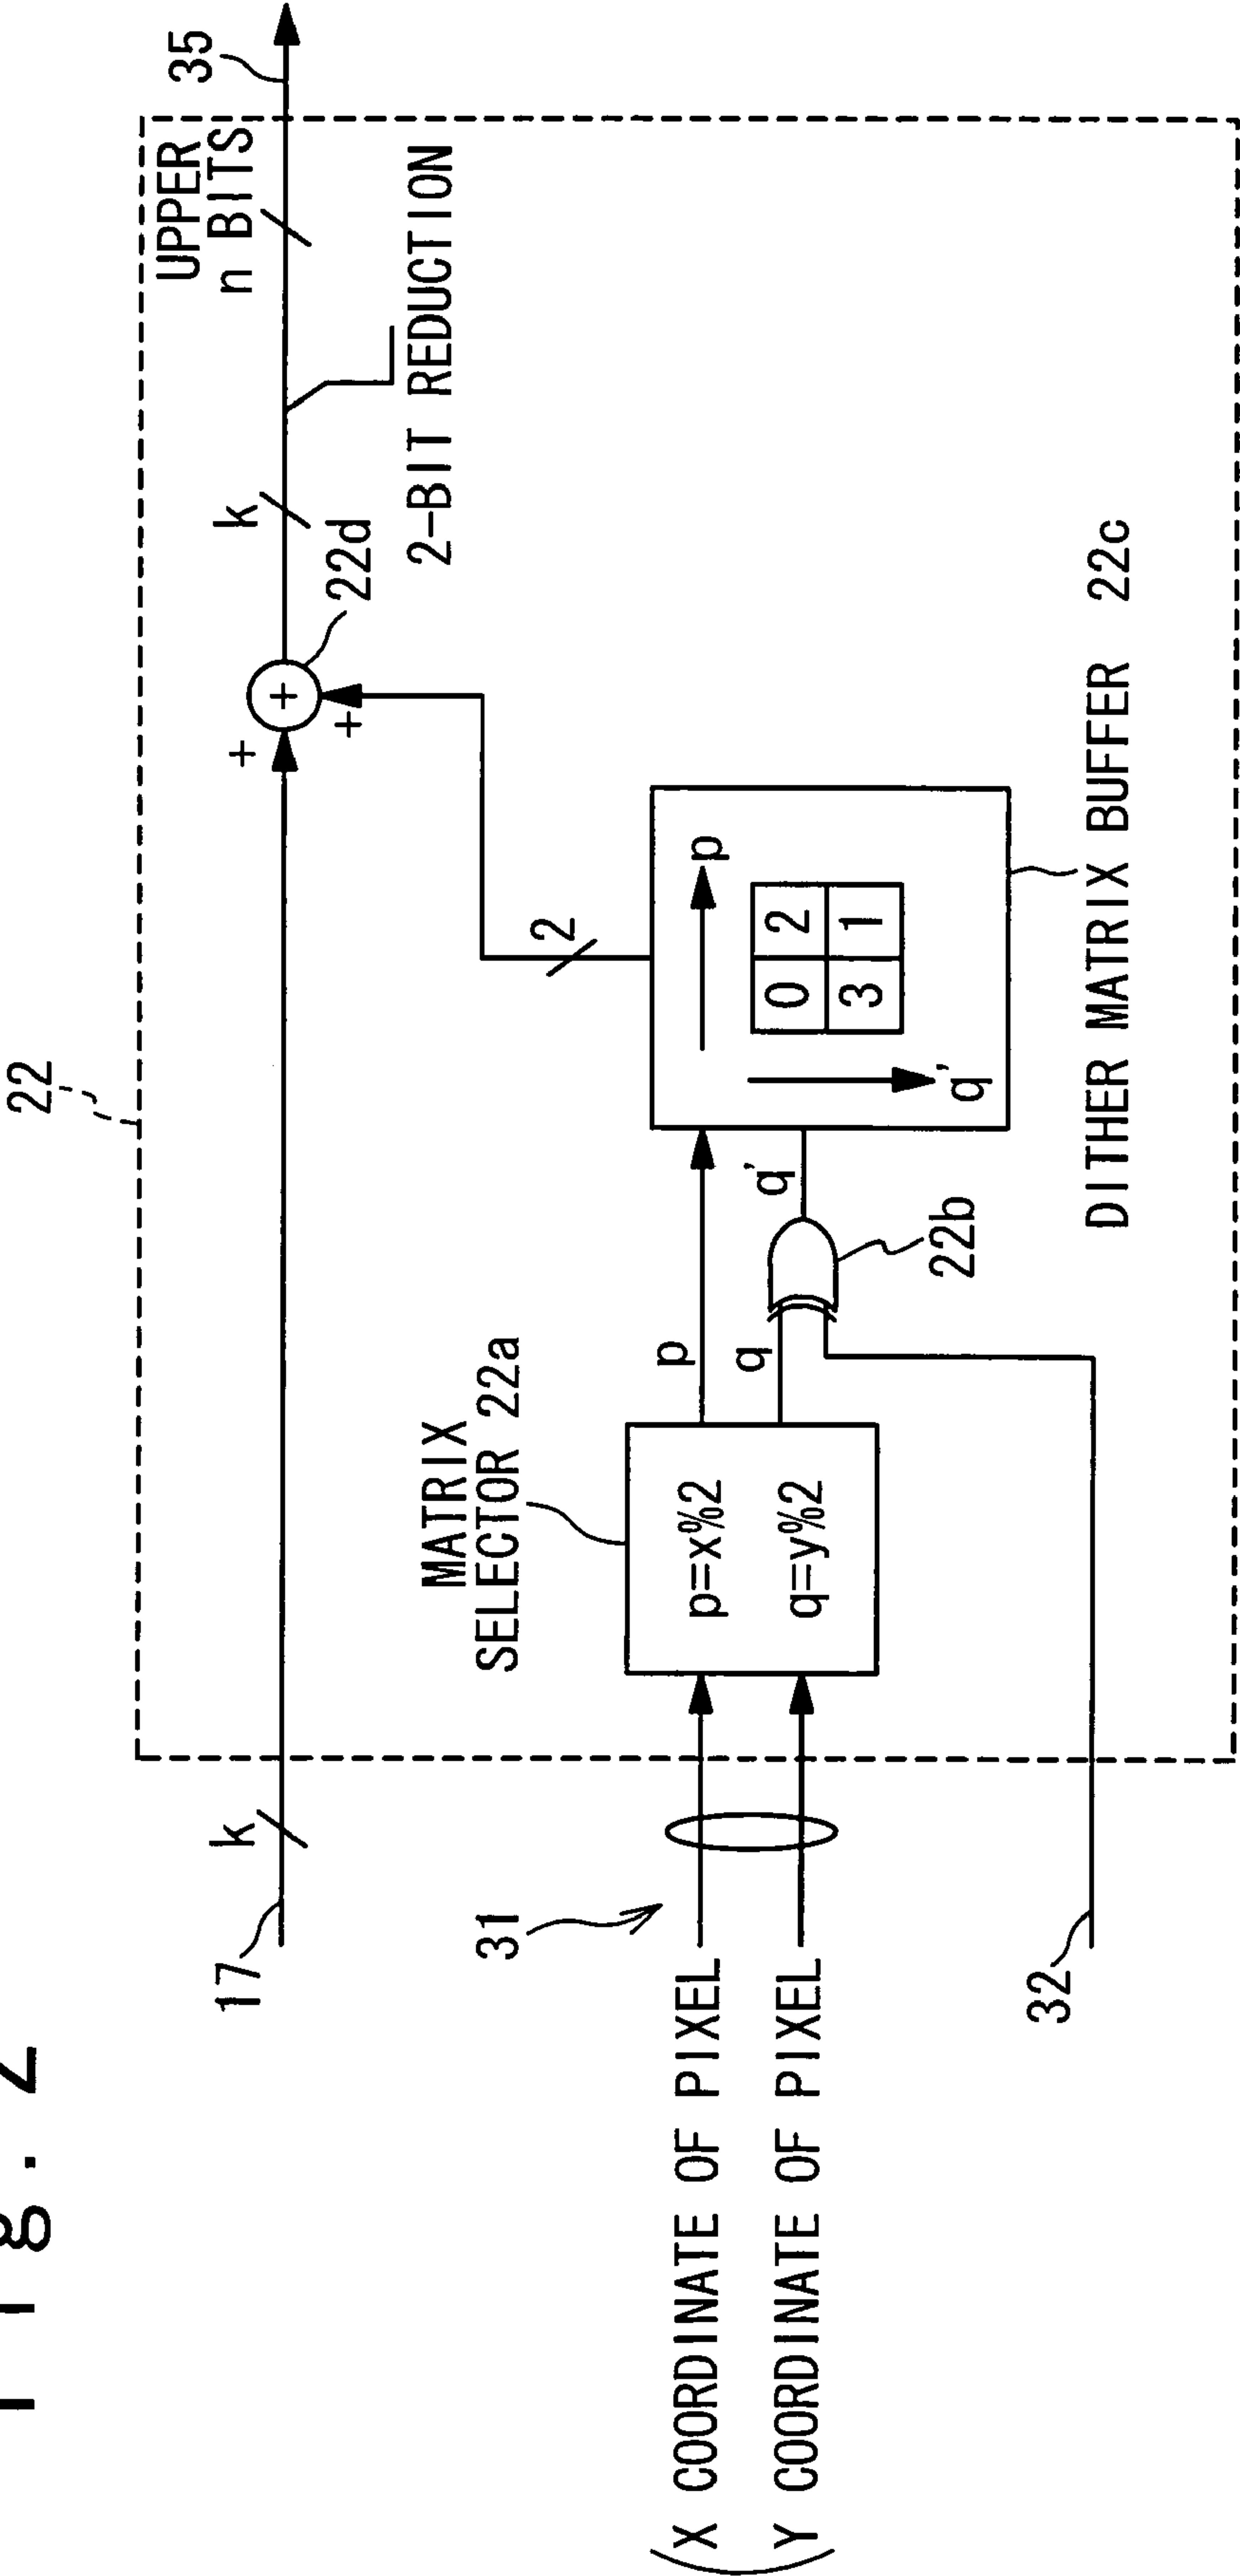 Fig. 2
22
35
UPPER
n BITS
17
k
k
22d
2-BIT REDUCTION
+
+
+
31
(X COORDINATE OF PIXEL
Y COORDINATE OF PIXEL
MATRIX
SELECTOR 22a
p=x%2
q=y%2
p
q
q'
22b
2
p
q'
0 2
3 1
DITHER MATRIX BUFFER 22c
32